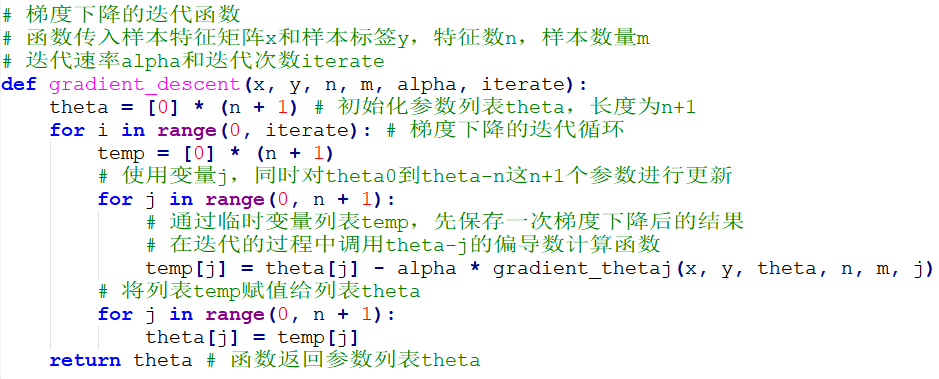 # 梯度下降的迭代函数
# 函数传入样本特征矩阵x和样本标签y，特征数n，样本数量m
# 迭代速率alpha和迭代次数iterate
def gradient_descent(x, y, n, m, alpha, iterate):
    theta = [0] * (n + 1) # 初始化参数列表theta，长度为n+1
    for i in range(0, iterate): # 梯度下降的迭代循环
        temp = [0] * (n + 1)
        # 使用变量j，同时对theta0到theta-n这n+1个参数进行更新
        for j in range(0, n + 1):
            # 通过临时变量列表temp，先保存一次梯度下降后的结果
            # 在迭代的过程中调用theta-j的偏导数计算函数
            temp[j] = theta[j] - alpha * gradient_thetaj(x, y, theta, n, m, j)
        # 将列表temp赋值给列表theta
        for j in range(0, n + 1):
            theta[j] = temp[j]
    return theta # 函数返回参数列表theta